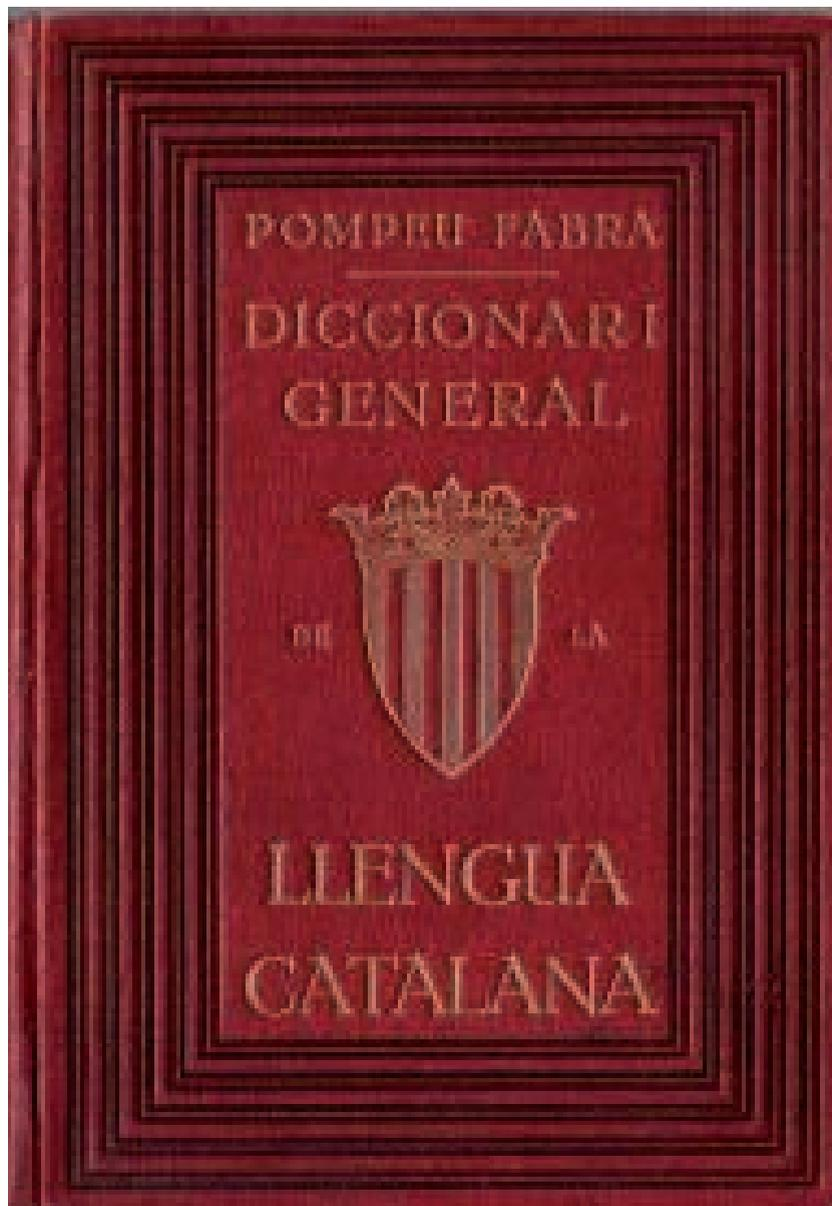 POMPEU FABRA
DICCIONARI
GENERAL
DE LA
LLENGUA
CATALANA